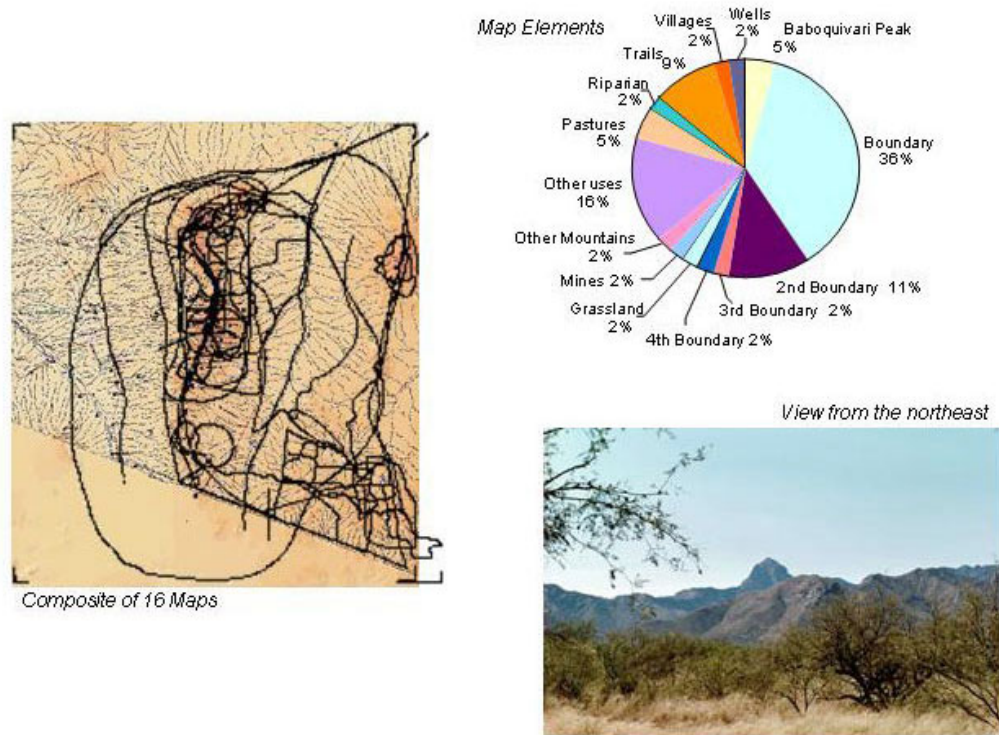 Map Elements
Villages
2%
Wells
2%
Baboquivari Peak
5%
Trails
9%
Riparian
2%
Pastures
5%
Boundary
36%
Other uses
16%
Other Mountains
2%
Mines 2%
Grassland
2%
2nd Boundary 11%
3rd Boundary 2%
4th Boundary 2%
Composite of 16 Maps
View from the northeast